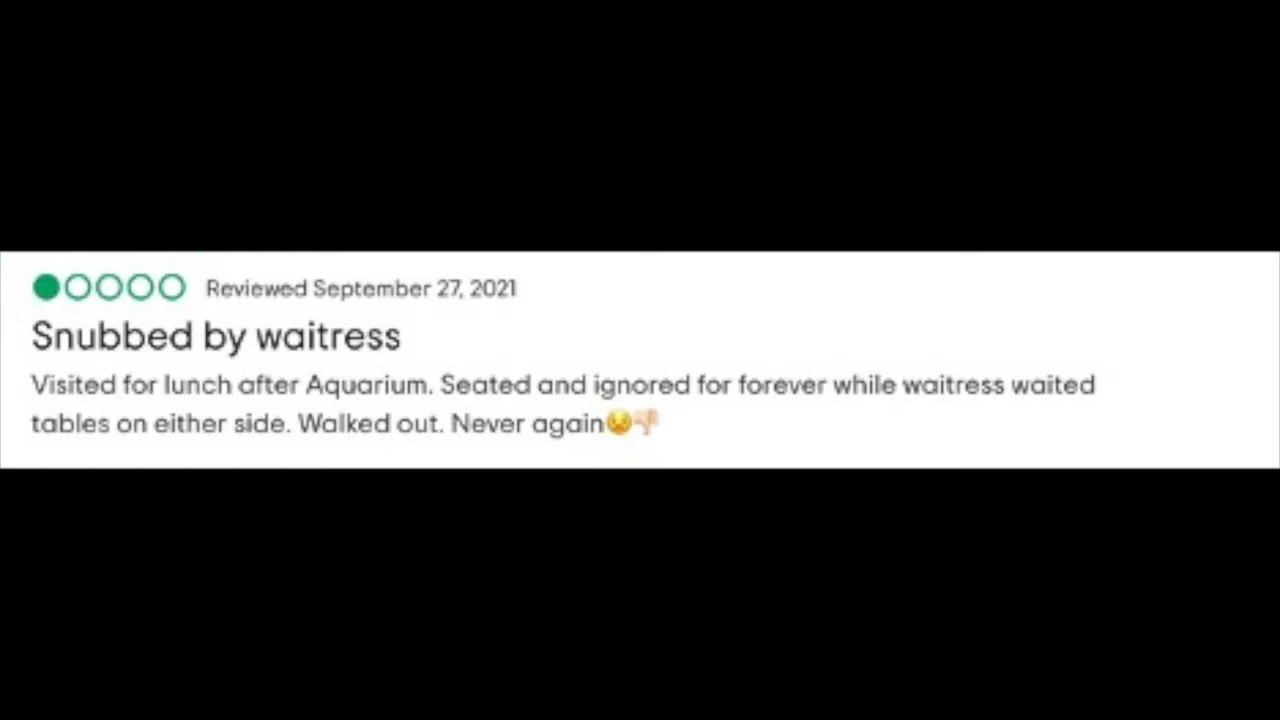 Reviewed September 27, 2021
Snubbed by waitress
Visited for lunch after Aquarium. Seated and ignored for forever while waitress waited
tables on either side. Walked out. Never again😣👎🏻